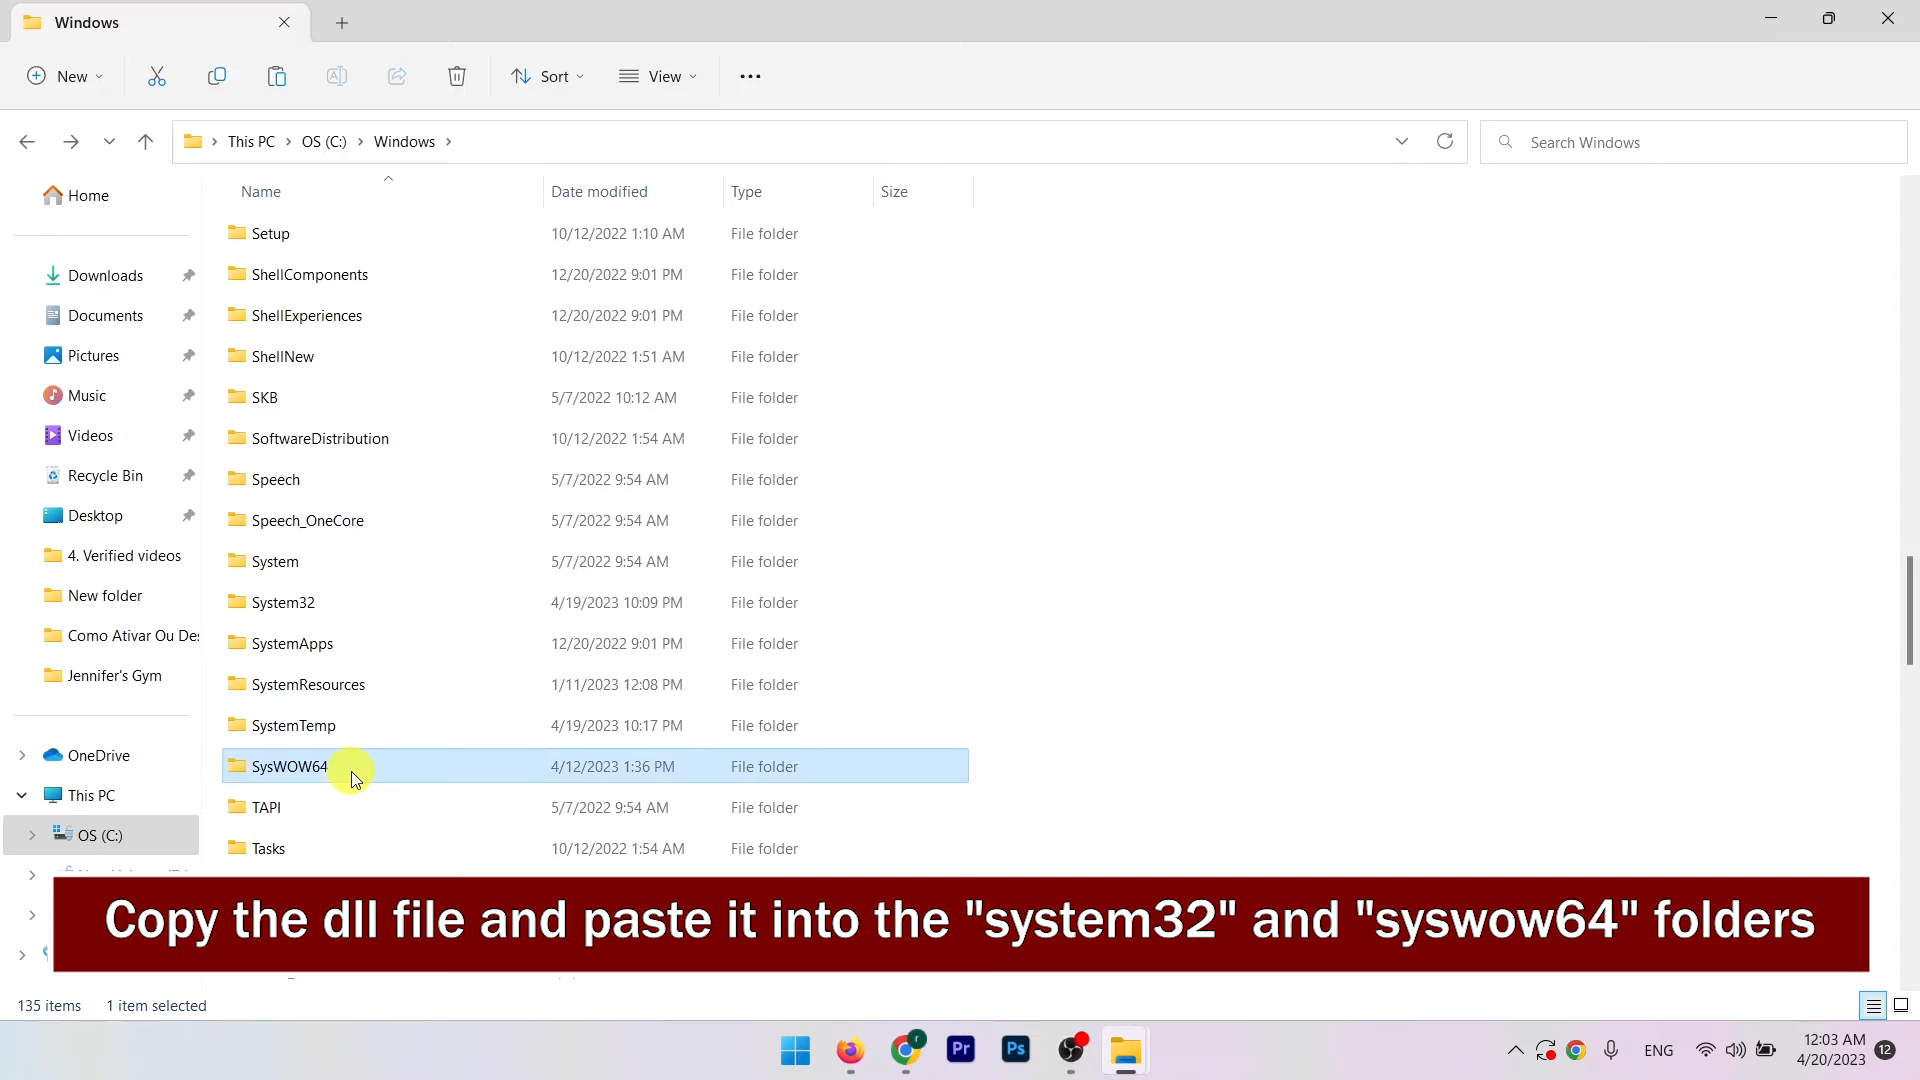 Windows
New
Sort
View
This PC
OS (C:)
Windows
Search Windows
Name
Date modified
Type
Size
Home
Downloads
Documents
Pictures
Music
Videos
Recycle Bin
Desktop
4. Verified videos
New folder
Como Ativar Ou Des
Jennifer's Gym
OneDrive
This PC
OS (C:)
Setup 10/12/2022 1:10 AM File folder
ShellComponents 12/20/2022 9:01 PM File folder
ShellExperiences 12/20/2022 9:01 PM File folder
ShellNew 10/12/2022 1:51 AM File folder
SKB 5/7/2022 10:12 AM File folder
SoftwareDistribution 10/12/2022 1:54 AM File folder
Speech 5/7/2022 9:54 AM File folder
Speech_OneCore 5/7/2022 9:54 AM File folder
System 5/7/2022 9:54 AM File folder
System32 4/19/2023 10:09 PM File folder
SystemApps 12/20/2022 9:01 PM File folder
SystemResources 1/11/2023 12:08 PM File folder
SystemTemp 4/19/2023 10:17 PM File folder
SysWOW64 4/12/2023 1:36 PM File folder
TAPI 5/7/2022 9:54 AM File folder
Tasks 10/12/2022 1:54 AM File folder
Copy the dll file and paste it into the "system32" and "syswow64" folders
135 items 1 item selected
r
Pr
Ps
ENG
12:03 AM
4/20/2023
12